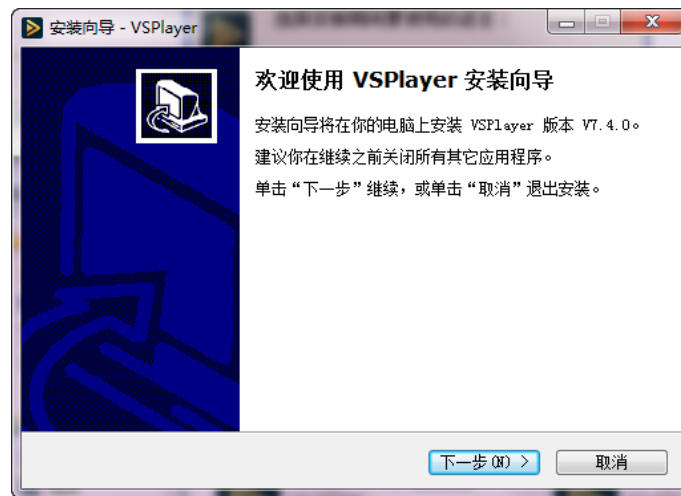 安装向导 - VSPlayer
欢迎使用 VSPlayer 安装向导
安装向导将在你的电脑上安装 VSPlayer 版本 V7.4.0。
建议你在继续之前关闭所有其它应用程序。
单击“下一步”继续，或单击“取消”退出安装。
下一步(N) >
取消